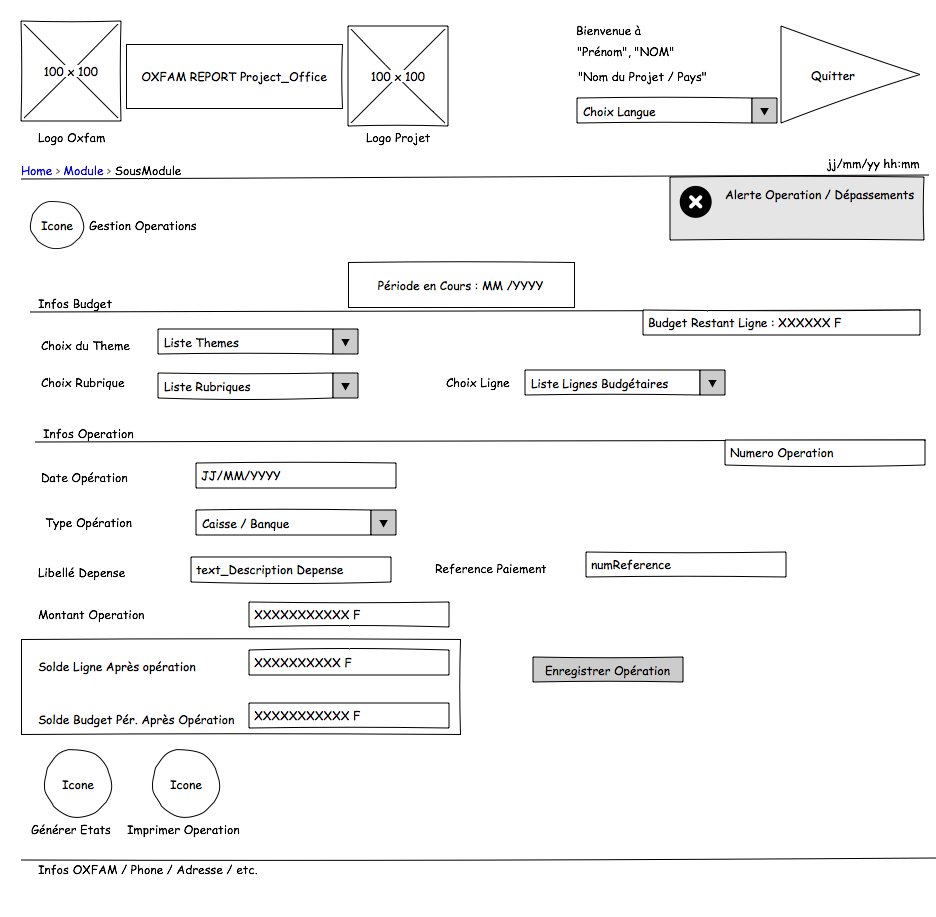 100 x 100
OXFAM REPORT Project_Office
100 x 100
Logo Oxfam
Logo Projet
Bienvenue à
"Prénom", "NOM"
"Nom du Projet / Pays"
Choix Langue
Quitter
Home > Module > SousModule
jj/mm/yy hh:mm
Alerte Operation / Dépassements
Icone
Gestion Operations
Période en Cours : MM /YYYY
Infos Budget
Budget Restant Ligne : XXXXXX F
Choix du Theme
Liste Themes
Choix Rubrique
Liste Rubriques
Choix Ligne
Liste Lignes Budgétaires
Infos Operation
Numero Operation
Date Opération
JJ/MM/YYYY
Type Opération
Caisse / Banque
Libellé Depense
text_Description Depense
Reference Paiement
numReference
Montant Operation
XXXXXXXXXXX F
Solde Ligne Après opération
XXXXXXXXXX F
Enregistrer Opération
Solde Budget Pér. Après Opération
XXXXXXXXXXX F
Icone
Icone
Générer Etats
Imprimer Operation
Infos OXFAM / Phone / Adresse / etc.